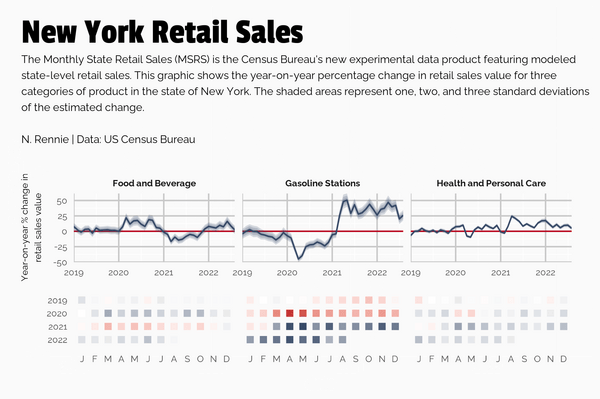 New York Retail Sales
The Monthly State Retail Sales (MSRS) is the Census Bureau's new experimental data product featuring modeled
state-level retail sales. This graphic shows the year-on-year percentage change in retail sales value for three
categories of product in the state of New York. The shaded areas represent one, two, and three standard deviations
of the estimated change.
N. Rennie | Data: US Census Bureau
Year-on-year % change in
retail sales value
Food and Beverage Gasoline Stations Health and Personal Care
50
25
0
-25
-50
2019 2020 2021 2022 2019 2020 2021 2022 2019 2020 2021 2022
2019
2020
2021
2022
J F M A M J J A S O N D J F M A M J J A S O N D J F M A M J J A S O N D